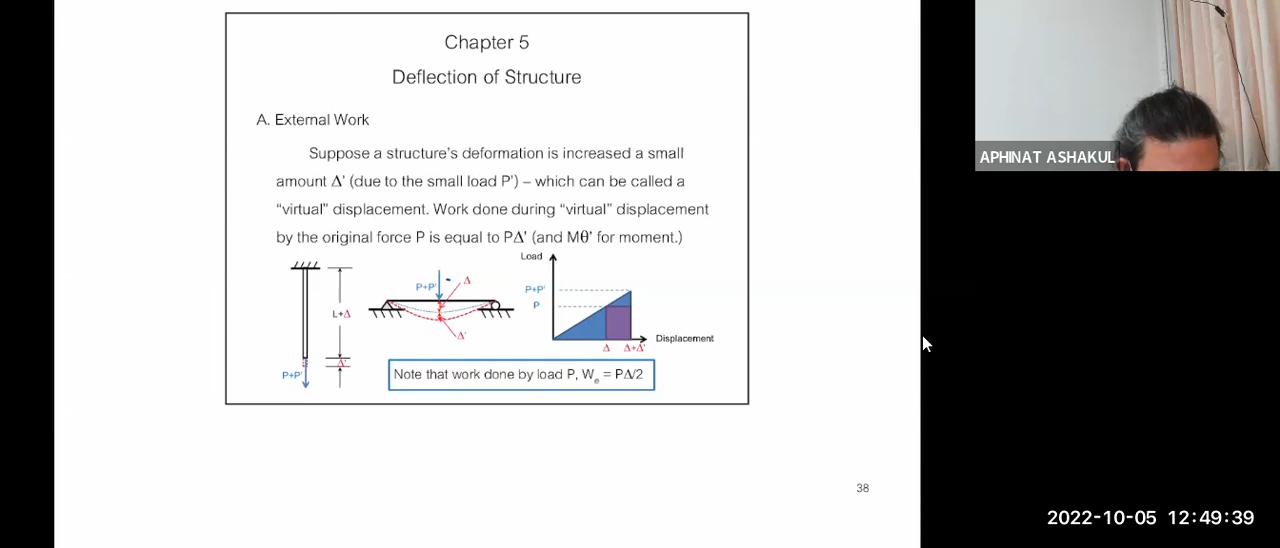 Chapter 5
Deflection of Structure
A. External Work
Suppose a structure's deformation is increased a small
amount Δ' (due to the small load P') – which can be called a
"virtual" displacement. Work done during "virtual" displacement
by the original force P is equal to PΔ' (and Mθ' for moment.)
L+Δ
Δ'
P+P'
P+P'
Δ
Δ'
Load
P+P'
P
Displacement
Δ Δ+Δ'
Note that work done by load P, Wₑ = PΔ/2
38
APHINAT ASHAKUL
2022-10-05 12:49:39